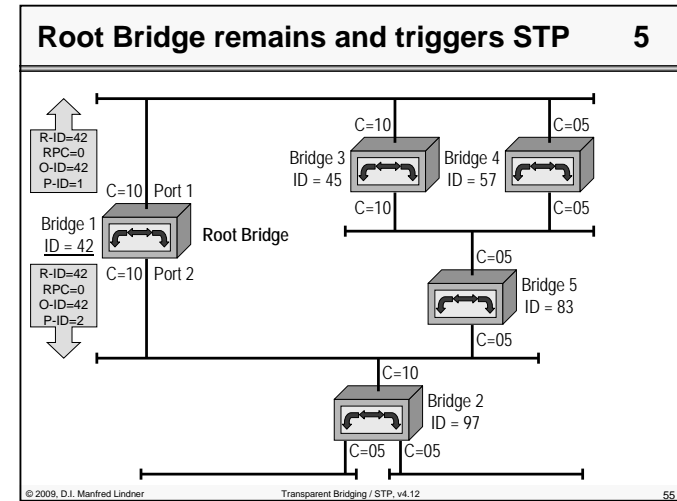 Root Bridge remains and triggers STP 5
R-ID=42
RPC=0
O-ID=42
P-ID=1
C=10 Port 1
Bridge 1
ID = 42
Root Bridge
C=10 Port 2
R-ID=42
RPC=0
O-ID=42
P-ID=2
C=10
Bridge 3
ID = 45
C=10
C=05
Bridge 4
ID = 57
C=05
C=05
Bridge 5
ID = 83
C=05
C=10
Bridge 2
ID = 97
C=05 C=05
© 2009, D.I. Manfred Lindner Transparent Bridging / STP, v4.12 55